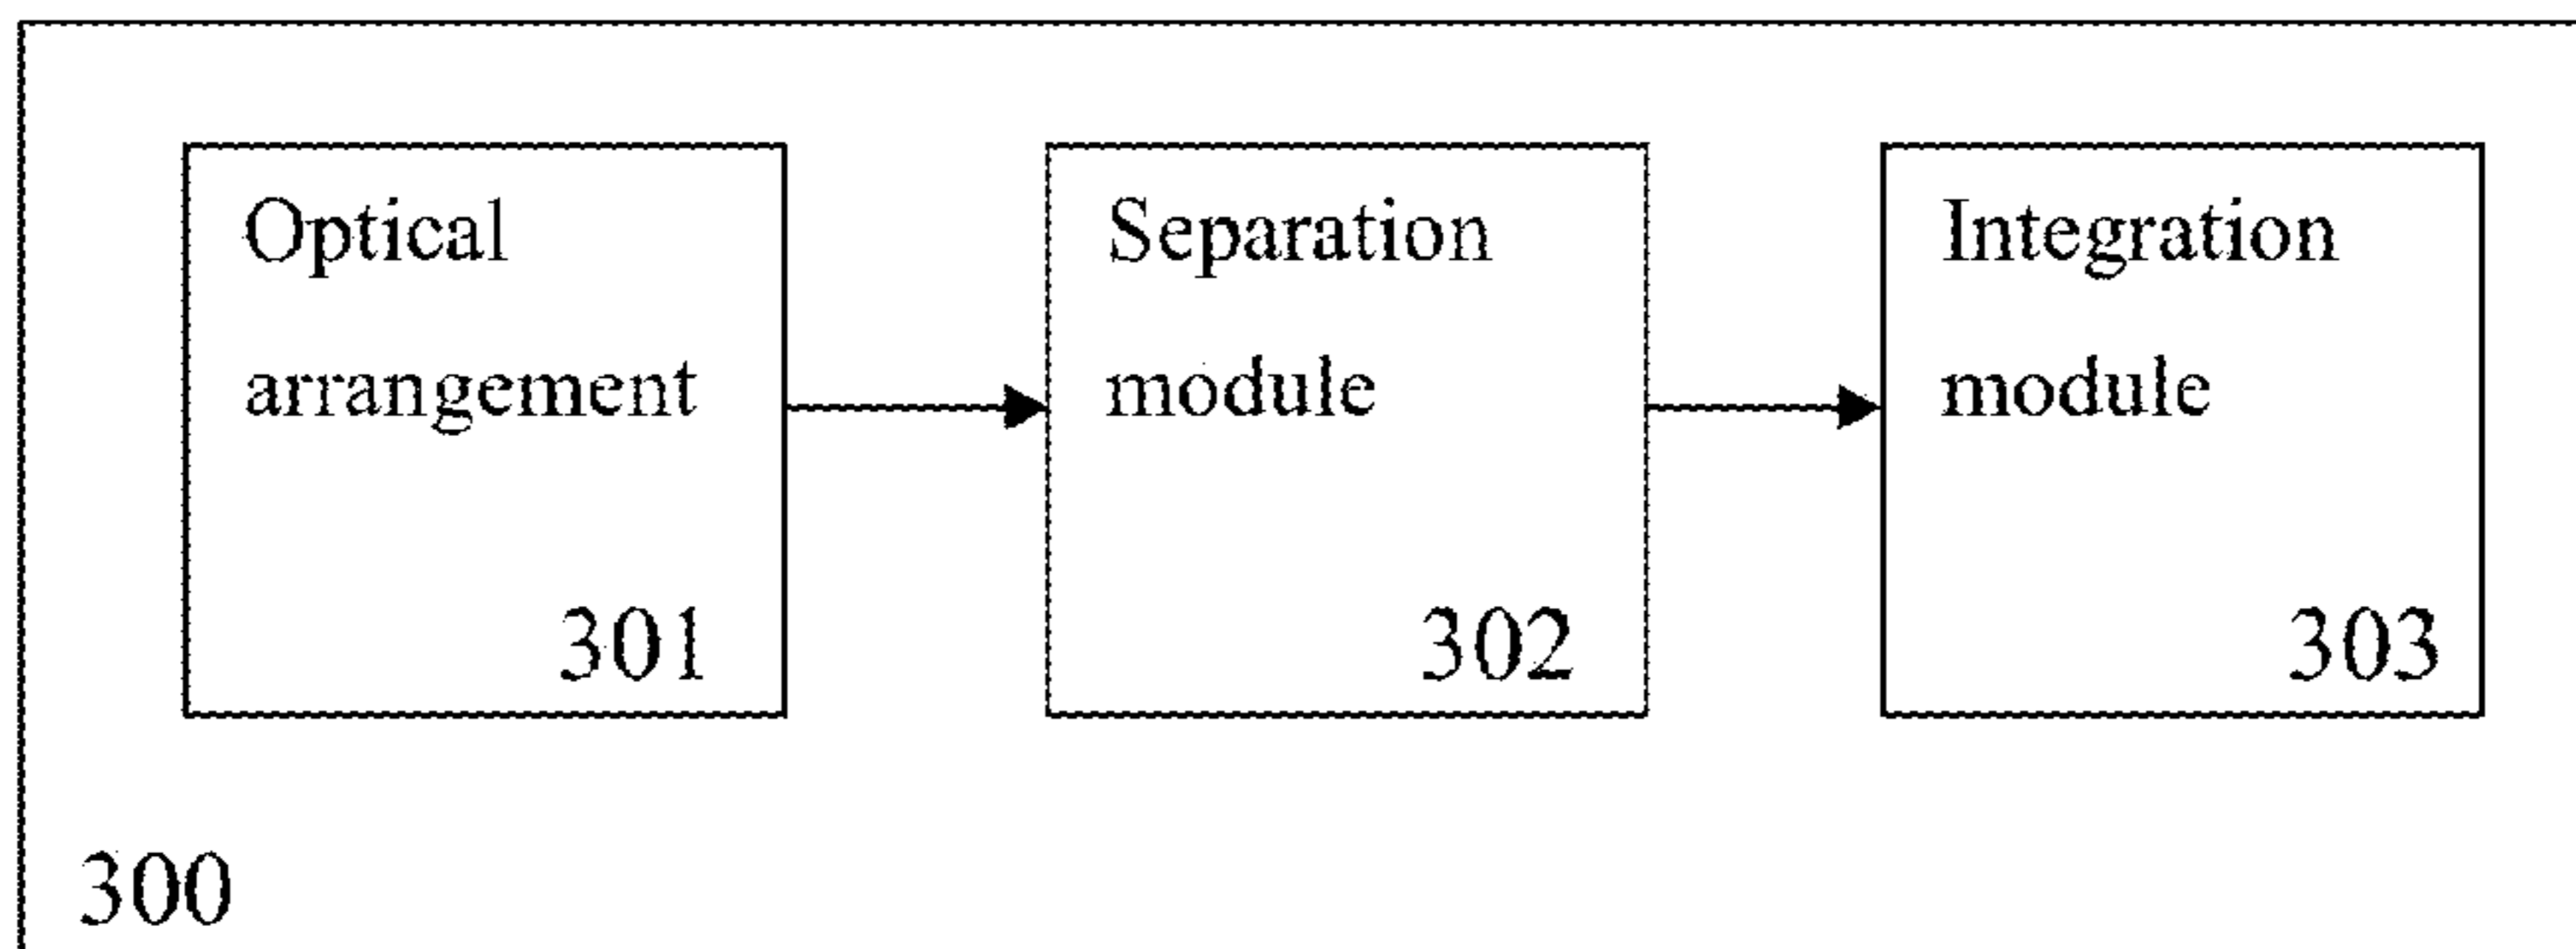 Optical
arrangement
301
Separation
module
302
Integration
module
303
300